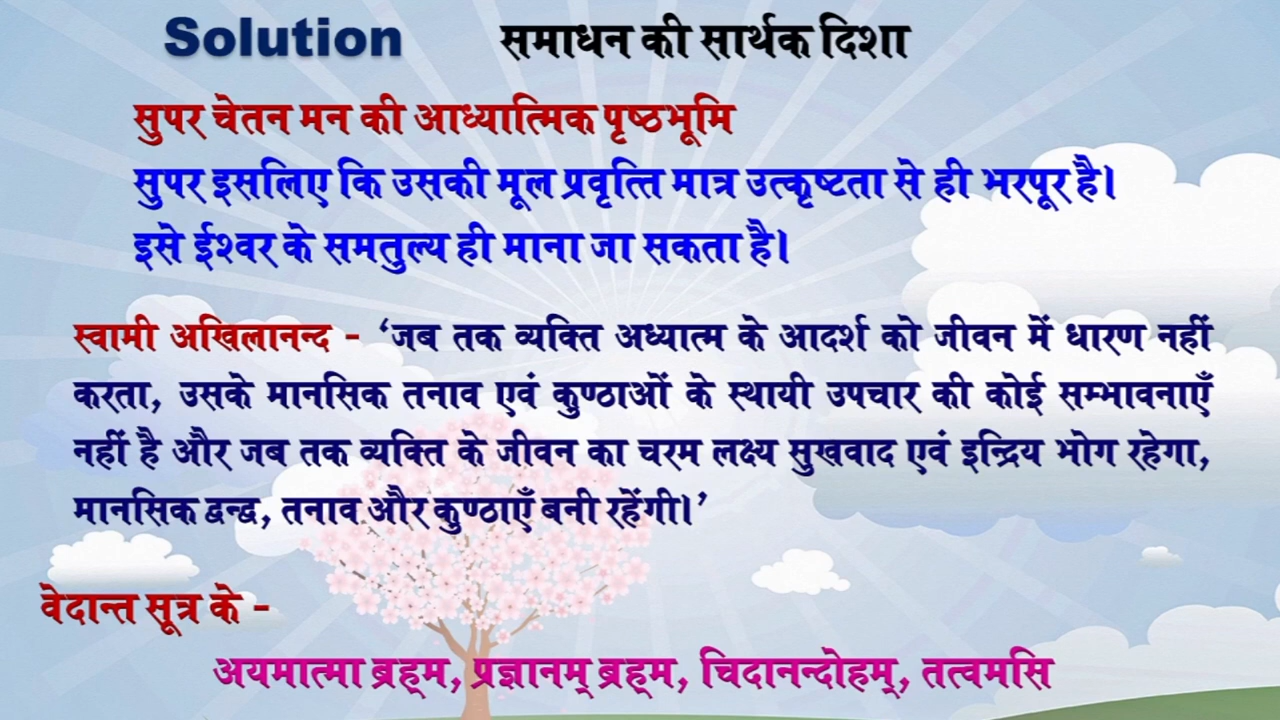 Solution समाधन की सार्थक दिशा
सुपर चेतन मन की आध्यात्मिक पृष्ठभूमि
सुपर इसलिए कि उसकी मूल प्रवृत्ति मात्र उत्कृष्टता से ही भरपूर है।
इसे ईश्वर के समतुल्य ही माना जा सकता है।
स्वामी अखिलानन्द - ‘जब तक व्यक्ति अध्यात्म के आदर्श को जीवन में धारण नहीं
करता, उसके मानसिक तनाव एवं कुण्ठाओं के स्थायी उपचार की कोई सम्भावनाएँ
नहीं है और जब तक व्यक्ति के जीवन का चरम लक्ष्य सुखवाद एवं इन्द्रिय भोग रहेगा,
मानसिक द्वन्द्व, तनाव और कुण्ठाएँ बनी रहेंगी।’
वेदान्त सूत्र के -
अयमात्मा ब्रह्म, प्रज्ञानम् ब्रह्म, चिदानन्दोहम्, तत्वमसि